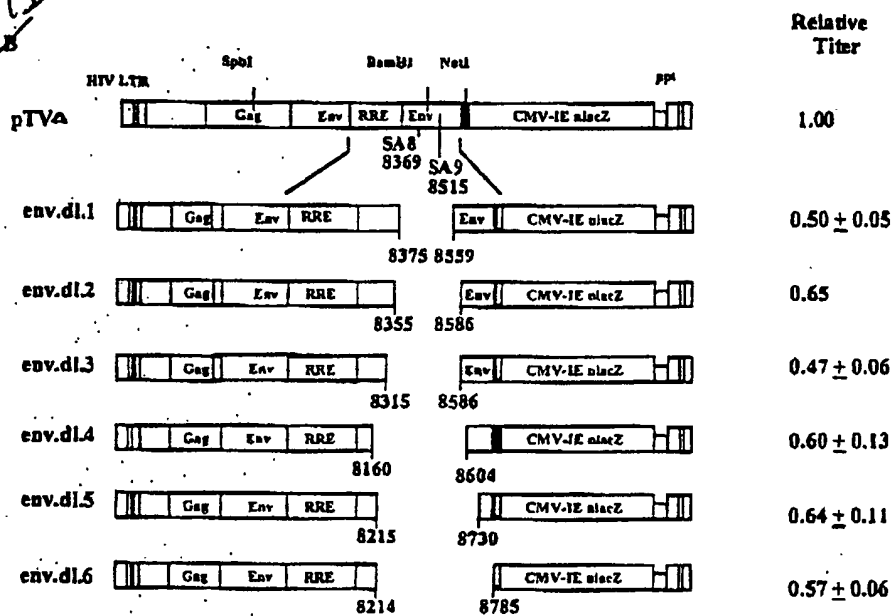 B
Relative
Titer
SphI BamHI NotI ppt
HIV LTR
pTVΔ Gag Env RRE Env CMV-IE nlacZ 1.00
SA8
8369
SA9
8515
env.dl.1 Gag Env RRE Env CMV-IE nlacZ 0.50 ± 0.05
8375 8559
env.dl.2 Gag Env RRE Env CMV-IE nlacZ 0.65
8355 8586
env.dl.3 Gag Env RRE Env CMV-IE nlacZ 0.47 ± 0.06
8315 8586
env.dl.4 Gag Env RRE CMV-IE nlacZ 0.60 ± 0.13
8160 8604
env.dl.5 Gag Env RRE CMV-IE nlacZ 0.64 ± 0.11
8215 8730
env.dl.6 Gag Env RRE CMV-IE nlacZ 0.57 ± 0.06
8214 8785